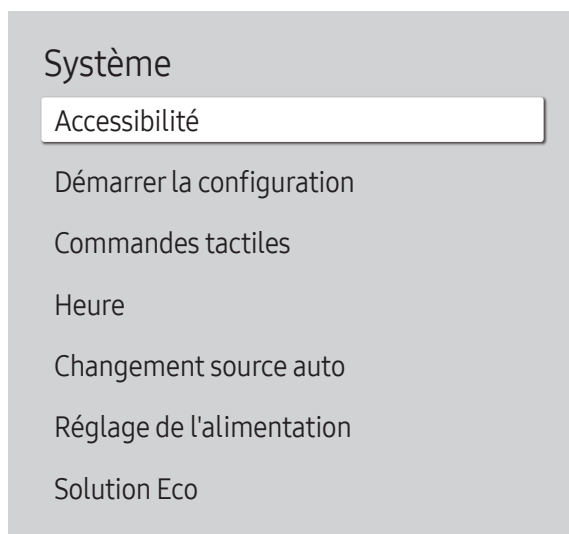 Système
Accessibilité
Démarrer la configuration
Commandes tactiles
Heure
Changement source auto
Réglage de l'alimentation
Solution Eco